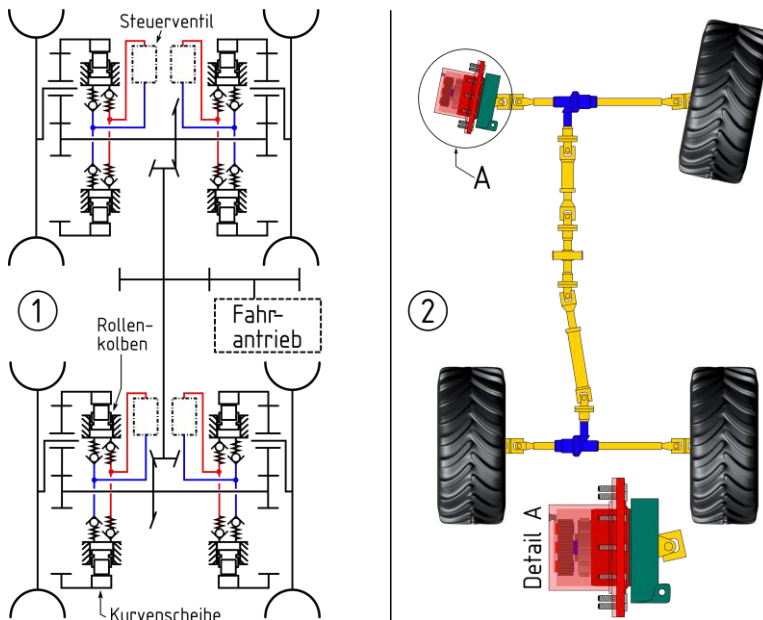 Steuerventil
A
1
2
Fahr-
antrieb
Rollen-
kolben
Detail A
Kurvenscheibe